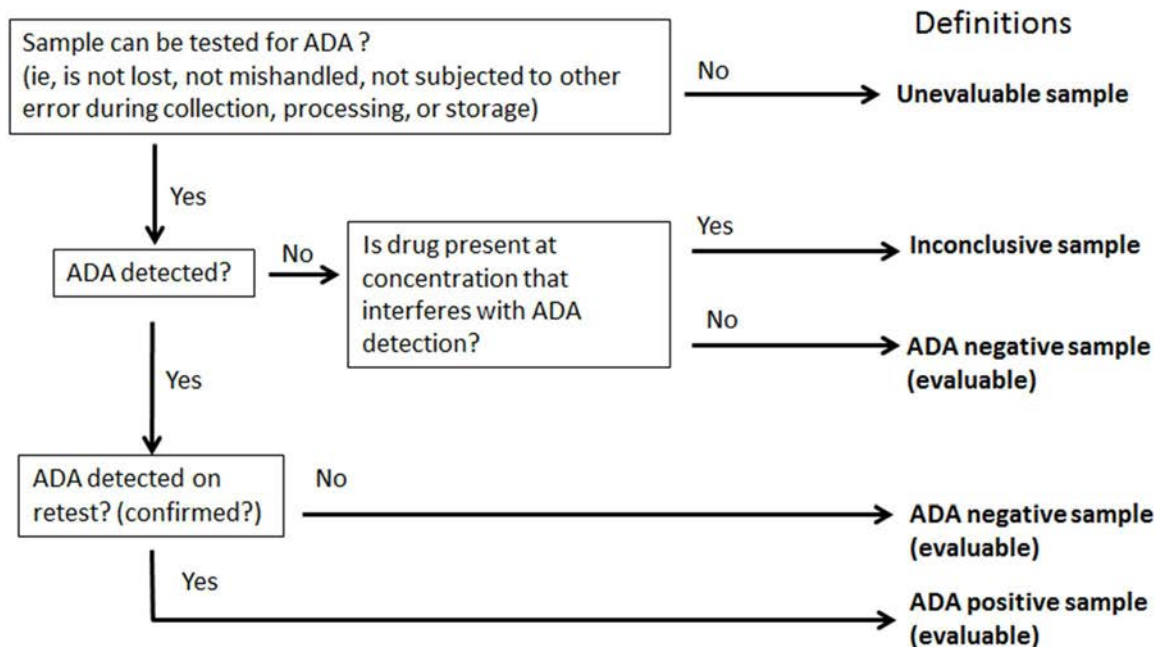 Definitions
Sample can be tested for ADA ?
(ie, is not lost, not mishandled, not subjected to other
error during collection, processing, or storage)
No
Unevaluable sample
Yes
ADA detected?
No
Is drug present at
concentration that
interferes with ADA
detection?
Yes
Inconclusive sample
No
ADA negative sample
(evaluable)
Yes
ADA detected on
retest? (confirmed?)
No
ADA negative sample
(evaluable)
Yes
ADA positive sample
(evaluable)